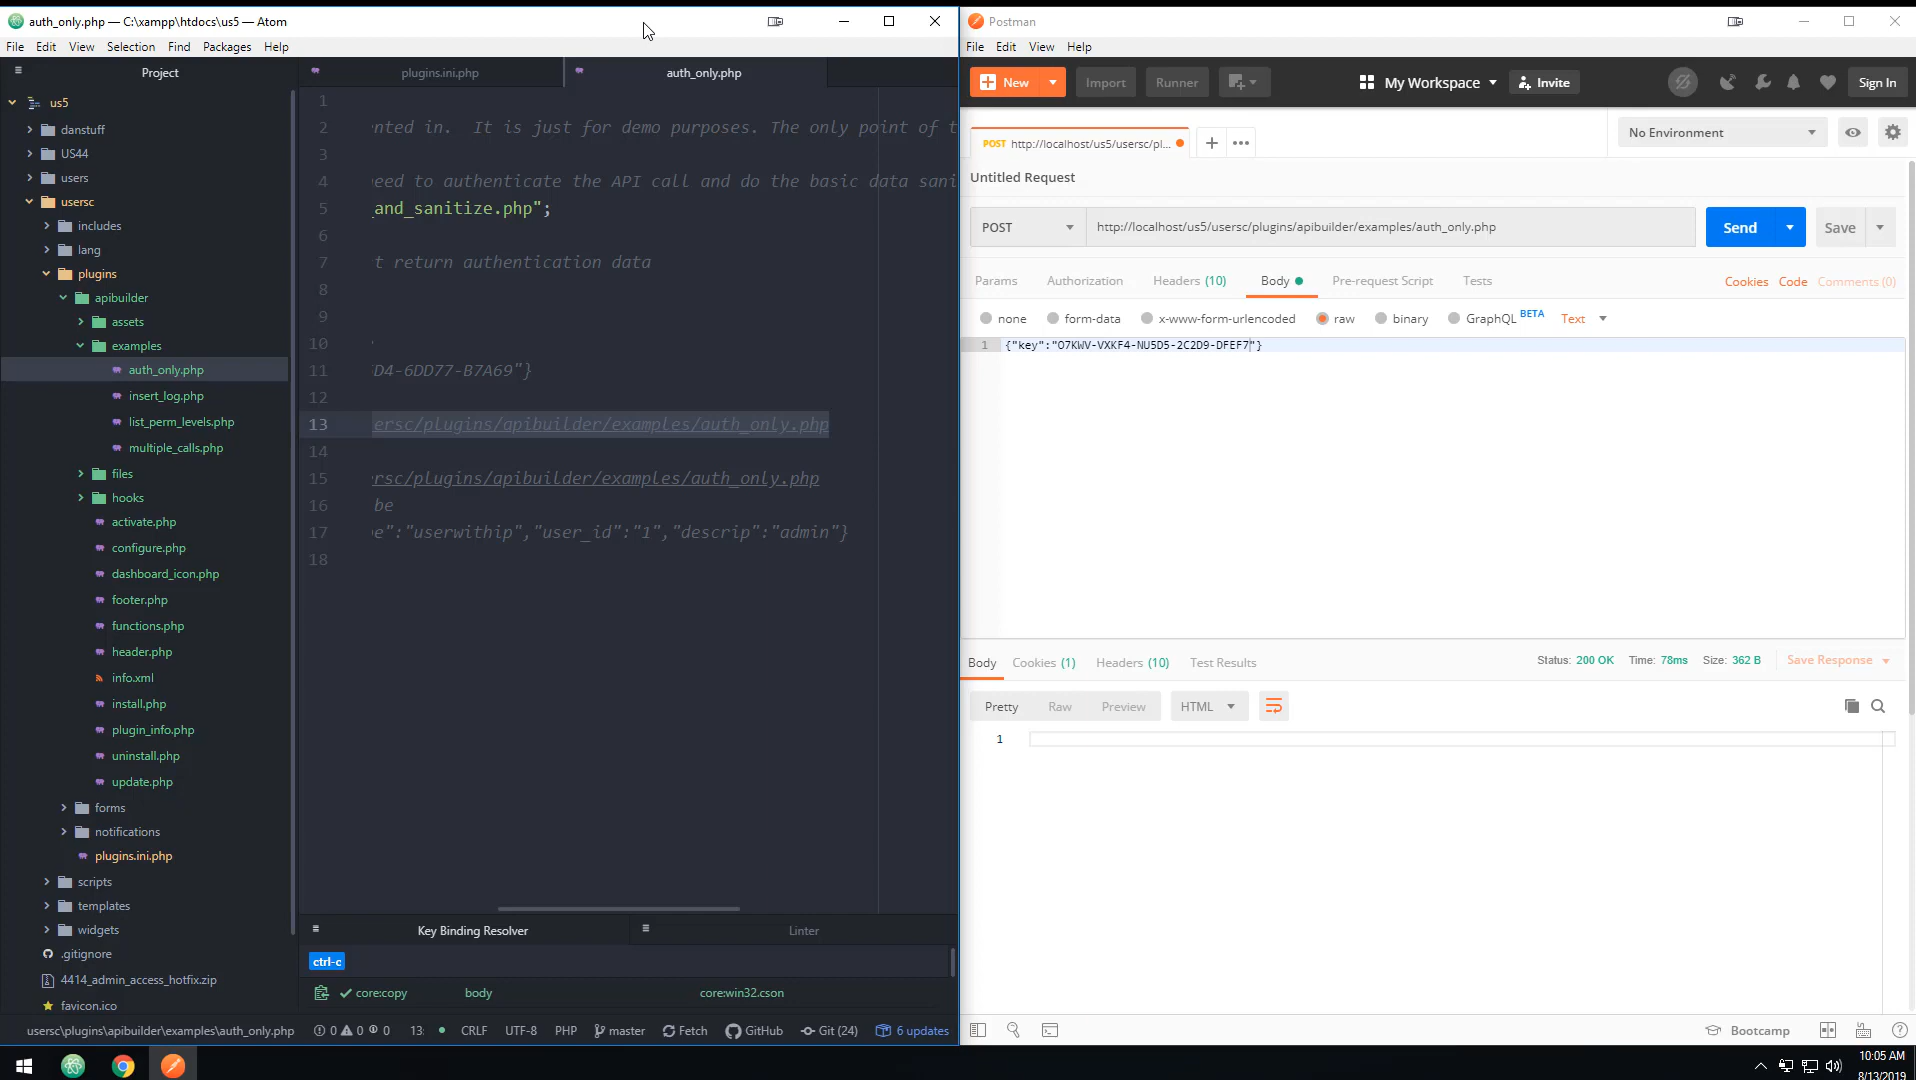 auth_only.php — C:\xampp\htdocs\us5 — Atom
File Edit View Selection Find Packages Help
Project
us5
danstuff
US44
users
usersc
includes
lang
plugins
apibuilder
assets
examples
auth_only.php
insert_log.php
list_perm_levels.php
multiple_calls.php
files
hooks
activate.php
configure.php
dashboard_icon.php
footer.php
functions.php
header.php
info.xml
install.php
plugin_info.php
uninstall.php
update.php
forms
notifications
plugins.ini.php
scripts
templates
widgets
.gitignore
4414_admin_access_hotfix.zip
favicon.ico
plugins.ini.php auth_only.php
1
2 nted in. It is just for demo purposes. The only point of t
3
4 eed to authenticate the API call and do the basic data sani
5 _and_sanitize.php";
6
7 t return authentication data
8
9
10
11 D4-6DD77-B7A69"}
12
13 ersc/plugins/apibuilder/examples/auth_only.php
14
15 rsc/plugins/apibuilder/examples/auth_only.php
16 be
17 e":"userwithip","user_id":"1","descrip":"admin"}
18
Key Binding Resolver Linter
ctrl-c
core:copy body core:win32.cson
usersc\plugins\apibuilder\examples\auth_only.php 0 0 0 13: CRLF UTF-8 PHP master Fetch GitHub Git (24) 6 updates
Postman
File Edit View Help
New Import Runner My Workspace Invite Sign In
POST http://localhost/us5/usersc/pl... No Environment
Untitled Request
POST http://localhost/us5/usersc/plugins/apibuilder/examples/auth_only.php Send Save
Params Authorization Headers (10) Body Pre-request Script Tests Cookies Code Comments (0)
none form-data x-www-form-urlencoded raw binary GraphQL BETA Text
1 {"key":"O7KWV-VXKF4-NU5D5-2C2D9-DFEF7"}
Body Cookies (1) Headers (10) Test Results Status: 200 OK Time: 78ms Size: 362 B Save Response
Pretty Raw Preview HTML
1
Bootcamp
10:05 AM
8/13/2019